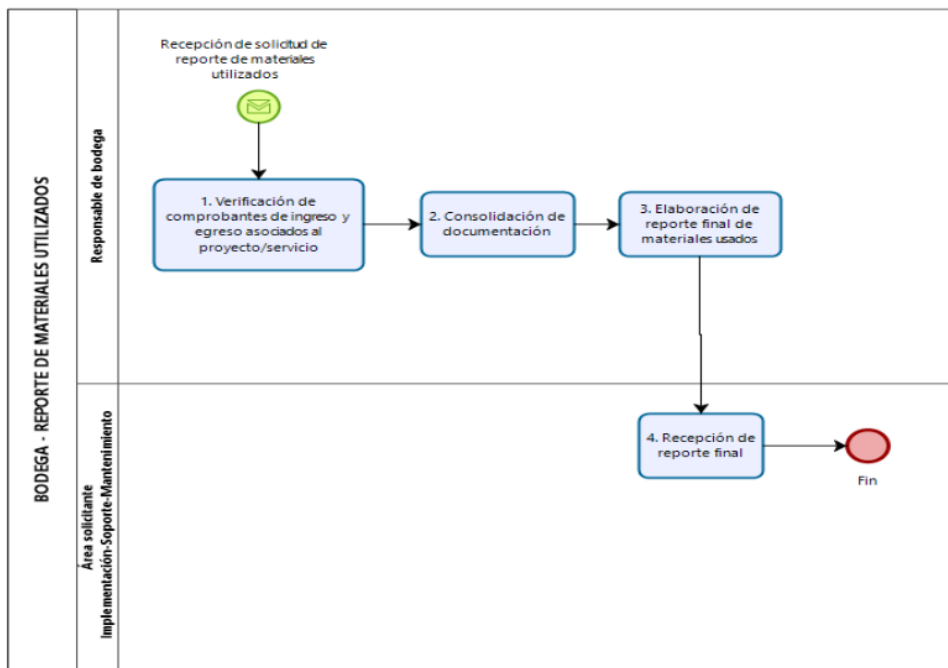 BODEGA - REPORTE DE MATERIALES UTILIZADOS
Responsable de bodega
Recepción de solicitud de
reporte de materiales
utilizados
1. Verificación de
comprobantes de ingreso y
egreso asociados al
proyecto/servicio
2. Consolidación de
documentación
3. Elaboración de
reporte final de
materiales usados
Área solicitante
Implementación-Soporte-Mantenimiento
4. Recepción de
reporte final
Fin